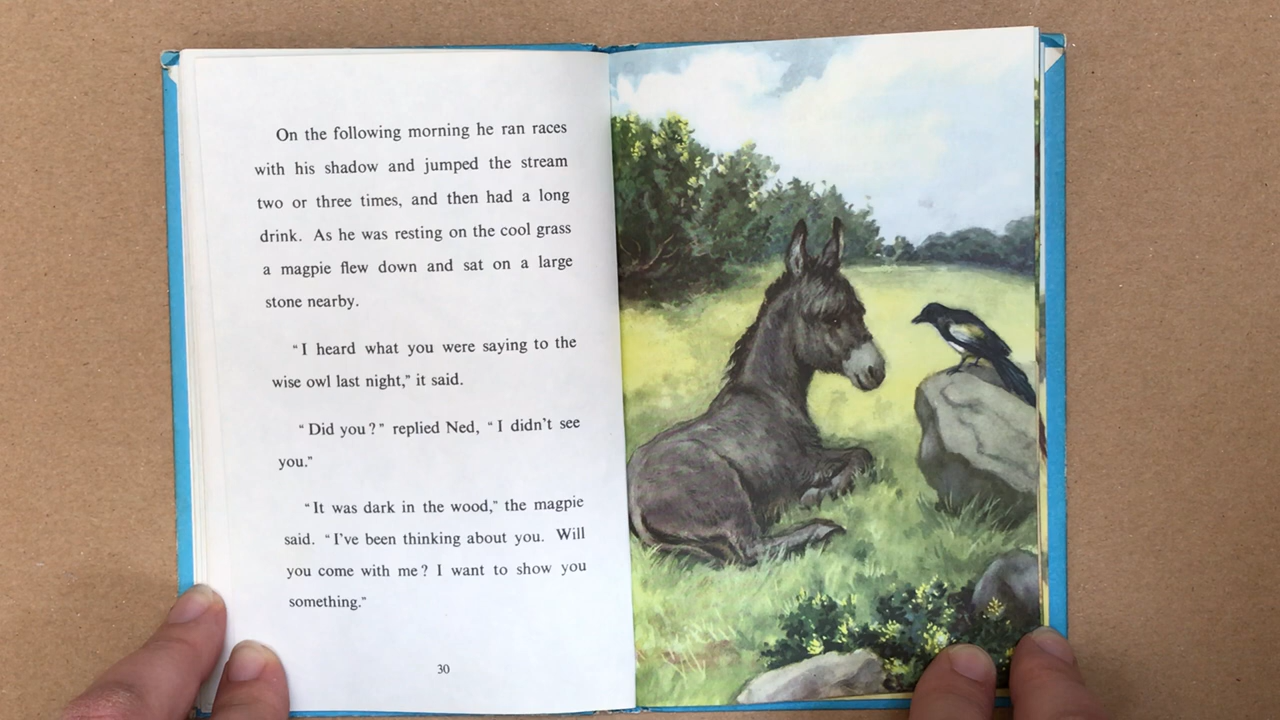 On the following morning he ran races
with his shadow and jumped the stream
two or three times, and then had a long
drink. As he was resting on the cool grass
a magpie flew down and sat on a large
stone nearby.
"I heard what you were saying to the
wise owl last night," it said.
"Did you?" replied Ned, "I didn't see
you."
"It was dark in the wood," the magpie
said. "I've been thinking about you. Will
you come with me? I want to show you
something."
30